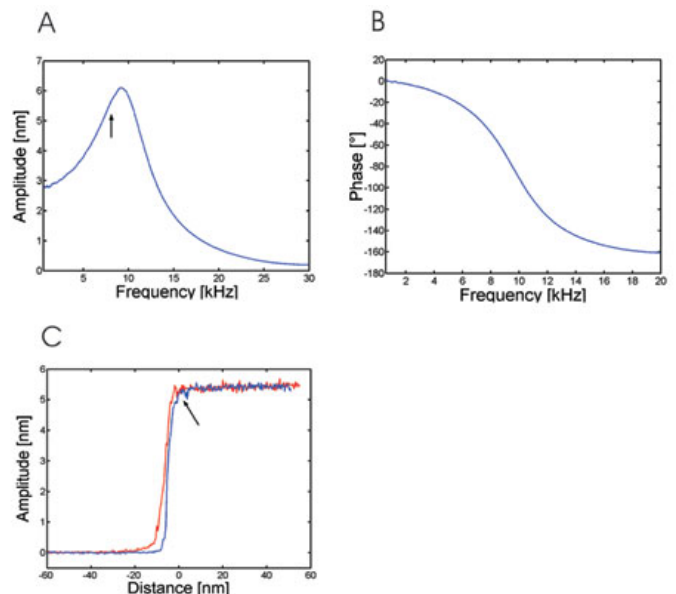 A
7
6
5
4
3
2
1
0
5 10 15 20 25 30
Amplitude [nm]
Frequency [kHz]
B
20
0
-20
-40
-60
-80
-100
-120
-140
-160
-180
2 4 6 8 10 12 14 16 18 20
Phase [°]
Frequency [kHz]
C
6
5
4
3
2
1
0
-60 -40 -20 0 20 40 60
Amplitude [nm]
Distance [nm]